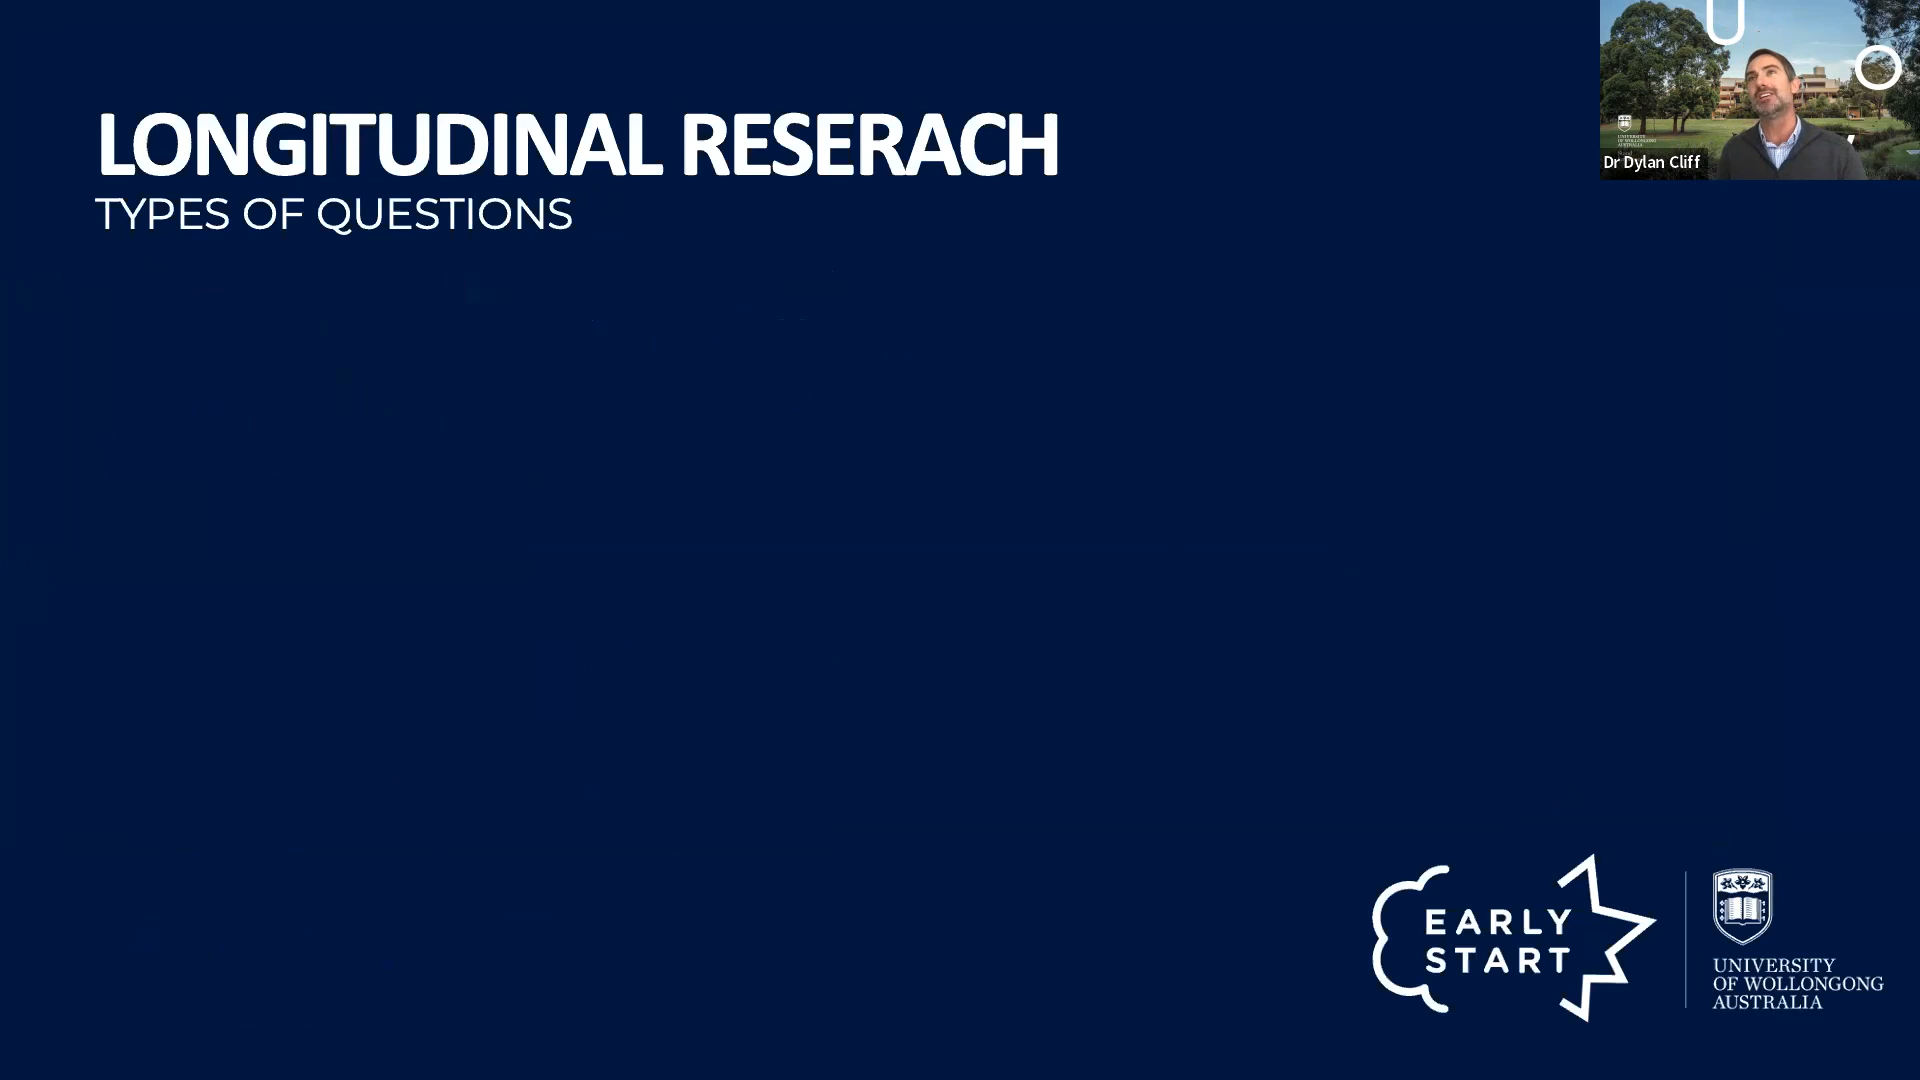 LONGITUDINAL RESERACH
TYPES OF QUESTIONS
U
O
Dr Dylan Cliff
EARLY
START
UNIVERSITY
OF WOLLONGONG
AUSTRALIA